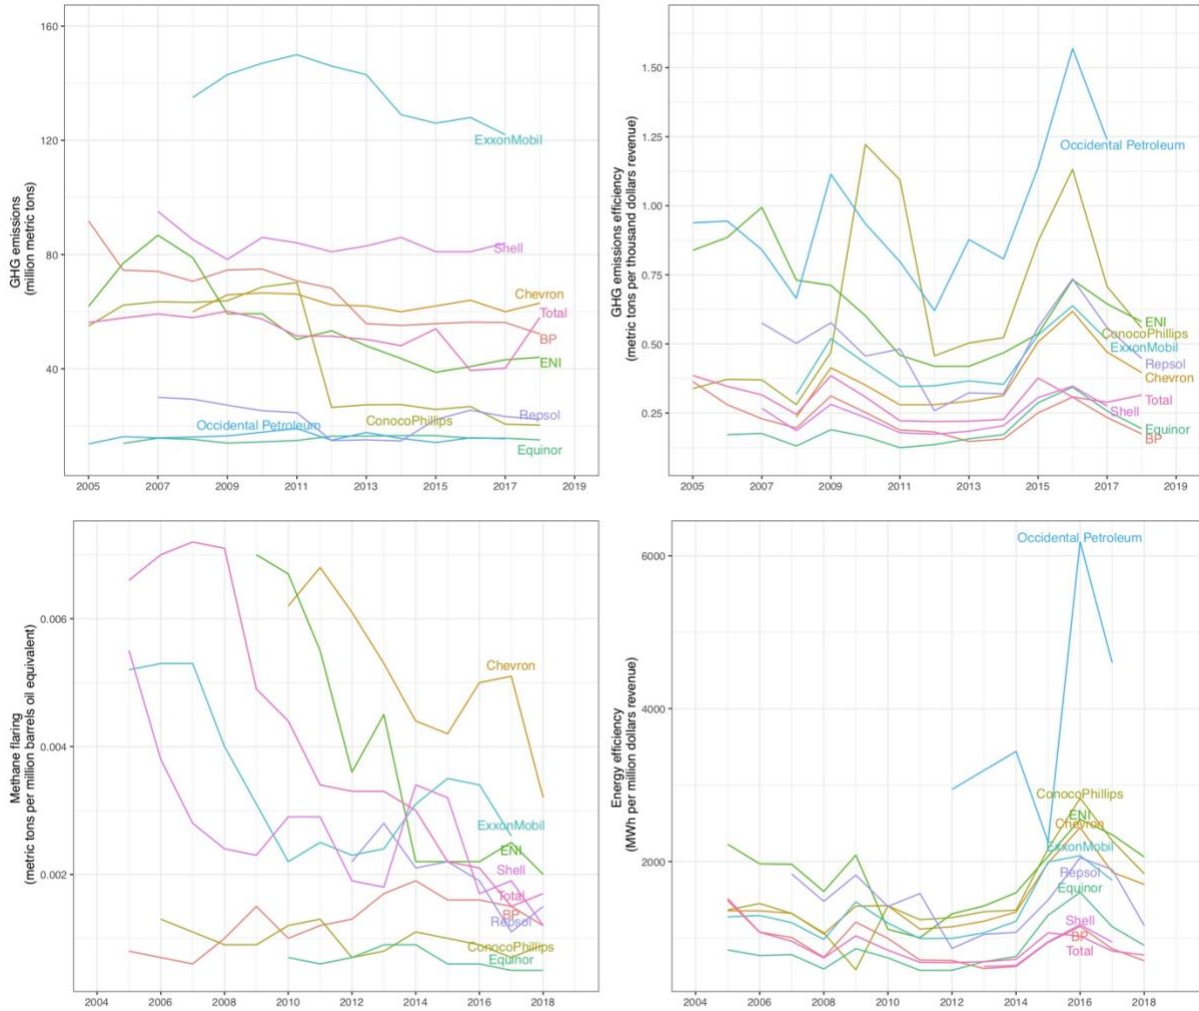 GHG emissions
(million metric tons)
160
120
80
40
ExxonMobil
Shell
Chevron
Total
BP
ENI
Repsol
Occidental Petroleum
ConocoPhillips
Equinor
2005 2007 2009 2011 2013 2015 2017 2019
GHG emissions efficiency
(metric tons per thousand dollars revenue)
1.50
1.25
1.00
0.75
0.50
0.25
Occidental Petroleum
ENI
ConocoPhillips
ExxonMobil
Repsol
Chevron
Total
Shell
Equinor
BP
2005 2007 2009 2011 2013 2015 2017 2019
Methane flaring
(metric tons per million barrels oil equivalent)
0.006
0.004
0.002
Chevron
ExxonMobil
ENI
Shell
Total
BP
Repsol
ConocoPhillips
Equinor
2004 2006 2008 2010 2012 2014 2016 2018
Energy efficiency
(MWh per million dollars revenue)
6000
4000
2000
Occidental Petroleum
ConocoPhillips
ENI
Chevron
ExxonMobil
Repsol
Equinor
Shell
BP
Total
2004 2006 2008 2010 2012 2014 2016 2018